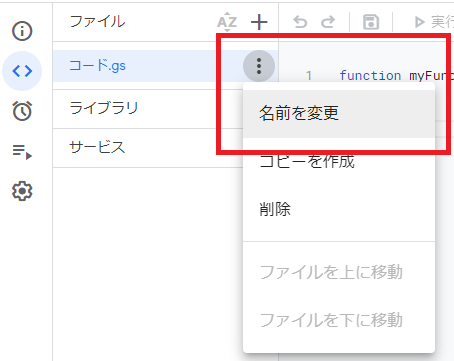 ファイル AZ 実行
コード.gs
1 function myFunc
名前を変更
ライブラリ
サービス
コピーを作成
削除
ファイルを上に移動
ファイルを下に移動